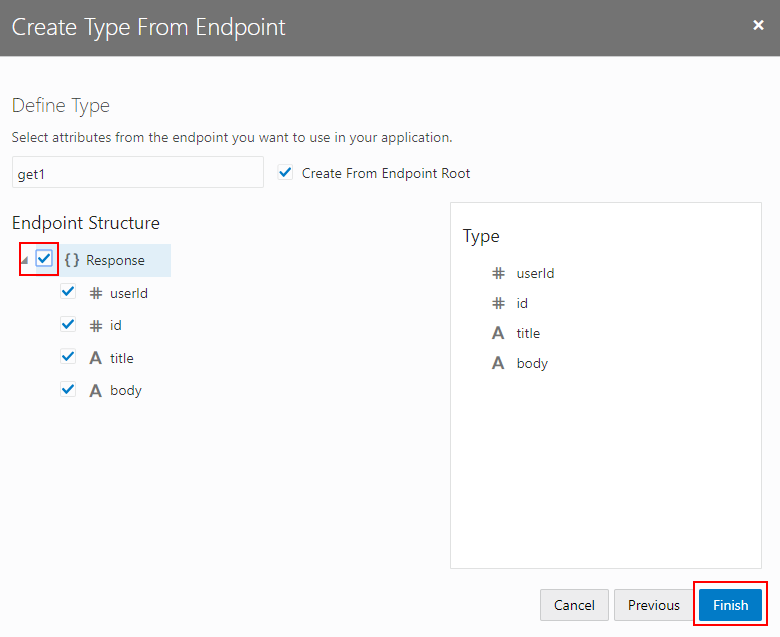 Create Type From Endpoint
×
Define Type
Select attributes from the endpoint you want to use in your application.
get1
Create From Endpoint Root
Endpoint Structure
{ } Response
# userId
# id
A title
A body
Type
# userId
# id
A title
A body
Cancel
Previous
Finish